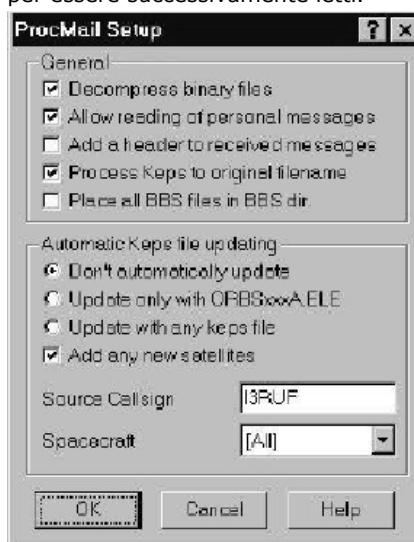 per essere successivamente letti.
ProcMail Setup
General
Decompress binary files
Allow reading of personal messages
Add a header to received messages
Process Keps to original filename
Place all BBS files in BBS dir.
Automatic Keps file updating
Don't automatically update
Update only with ORBSxxxA.ELE
Update with any keps file
Add any new satellites
Source Callsign
I3RUF
Spacecraft
[All]
OK
Cancel
Help